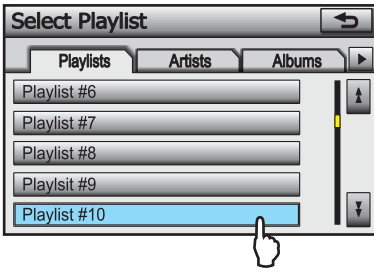 Select Playlist
Playlists Artists Albums
Playlist #6
Playlist #7
Playlist #8
Playlsit #9
Playlist #10